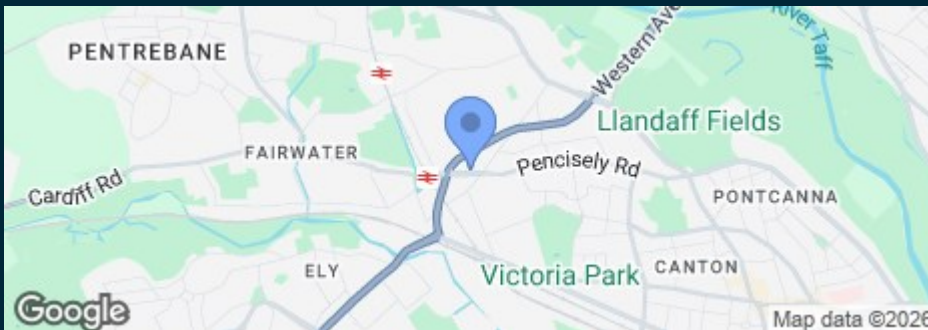 PENTREBANE
River Taff
Western Ave
Llandaff Fields
FAIRWATER
Pencisely Rd
Cardiff Rd
PONTCANNA
ELY
Victoria Park
CANTON
Google
Map data ©2026